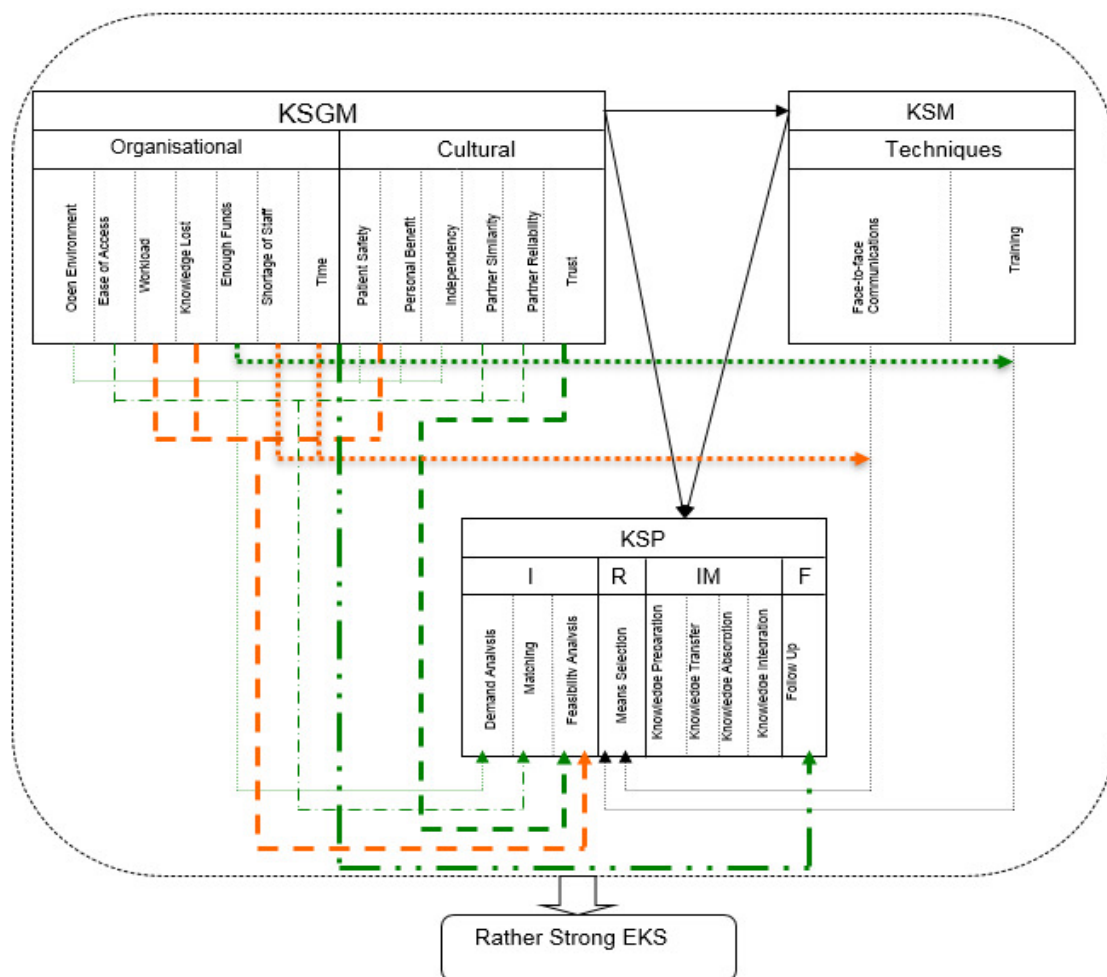 KSGM
Organisational
Cultural
Open Environment
Ease of Access
Workload
Knowledge Lost
Enough Funds
Shortage of Staff
Time
Patient Safety
Personal Benefit
Independency
Partner Similarity
Partner Reliability
Trust
KSM
Techniques
Face-to-face
Communications
Training
KSP
I
R
IM
F
Demand Analysis
Matching
Feasibility Analysis
Means Selection
Knowledge Preparation
Knowledge Transfer
Knowledge Absorption
Knowledge Integration
Follow Up
Rather Strong EKS